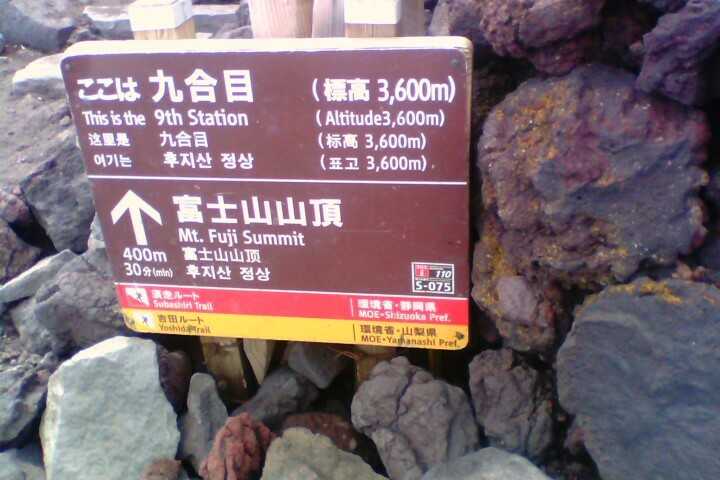 ここは 九合目 (標高 3,600m)
This is the 9th Station (Altitude3,600m)
这里是 九合目 (标高 3,600m)
여기는 후지산 정상 (표고 3,600m)
富士山山頂
Mt. Fuji Summit
400m 富士山山顶
30分(min) 후지산 정상
110
S-075
須走ルート 環境省・静岡県
Subashiri Trail MOE・Shizuoka Pref.
吉田ルート 環境省・山梨県
Yoshida Trail MOE・Yamanashi Pref.